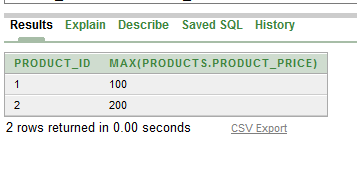 Results Explain Describe Saved SQL History
PRODUCT_ID MAX(PRODUCTS.PRODUCT_PRICE)
1 100
2 200
2 rows returned in 0.00 seconds CSV Export